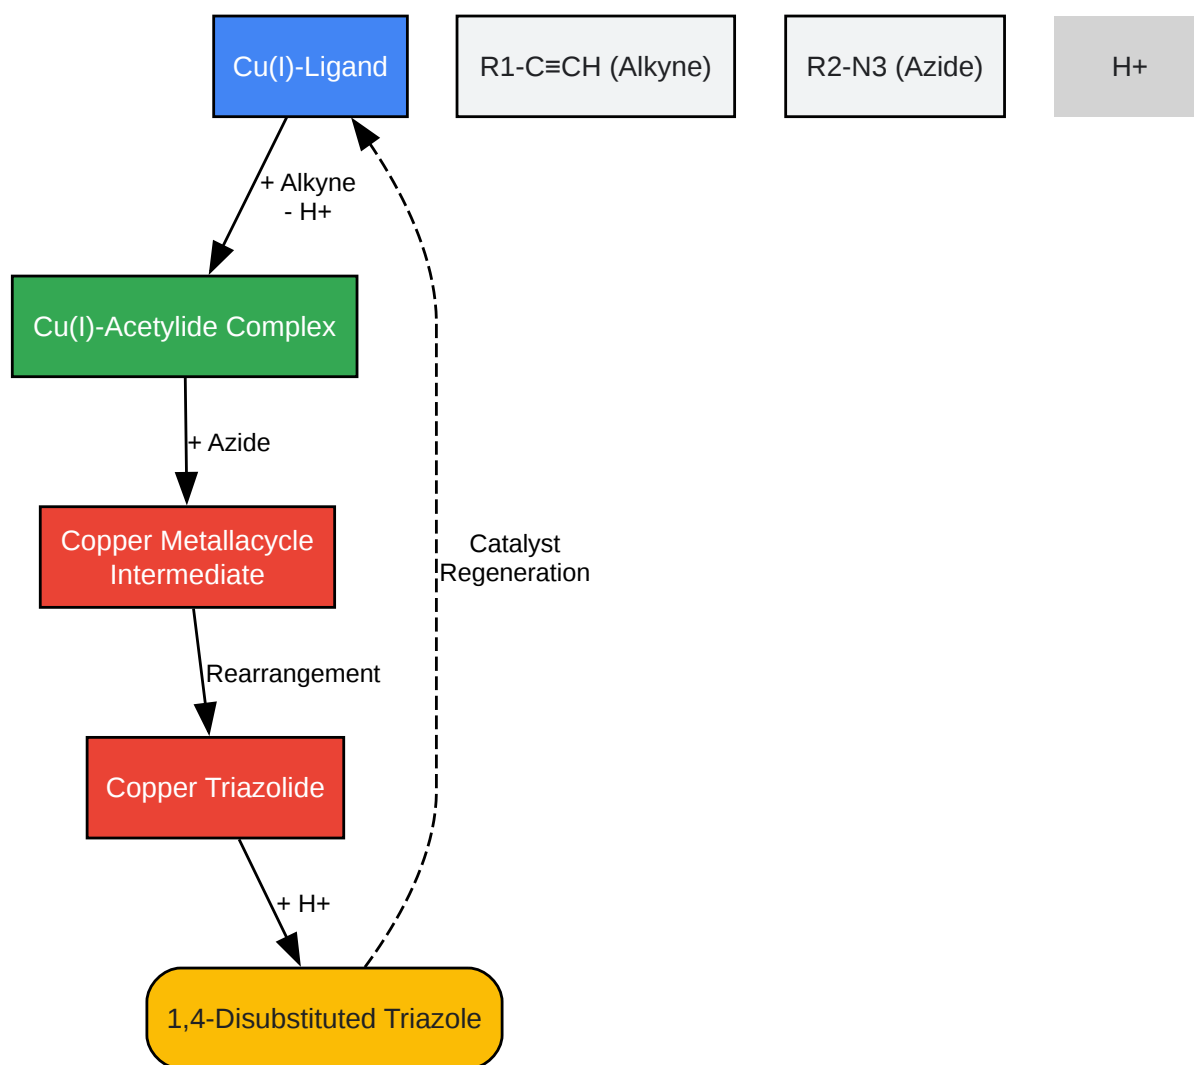 Cu(I)-Ligand
R1-C≡CH (Alkyne)
R2-N3 (Azide)
H+
+ Alkyne
- H+
Cu(I)-Acetylide Complex
+ Azide
Copper Metallacycle
Intermediate
Catalyst
Regeneration
Rearrangement
Copper Triazolide
+ H+
1,4-Disubstituted Triazole